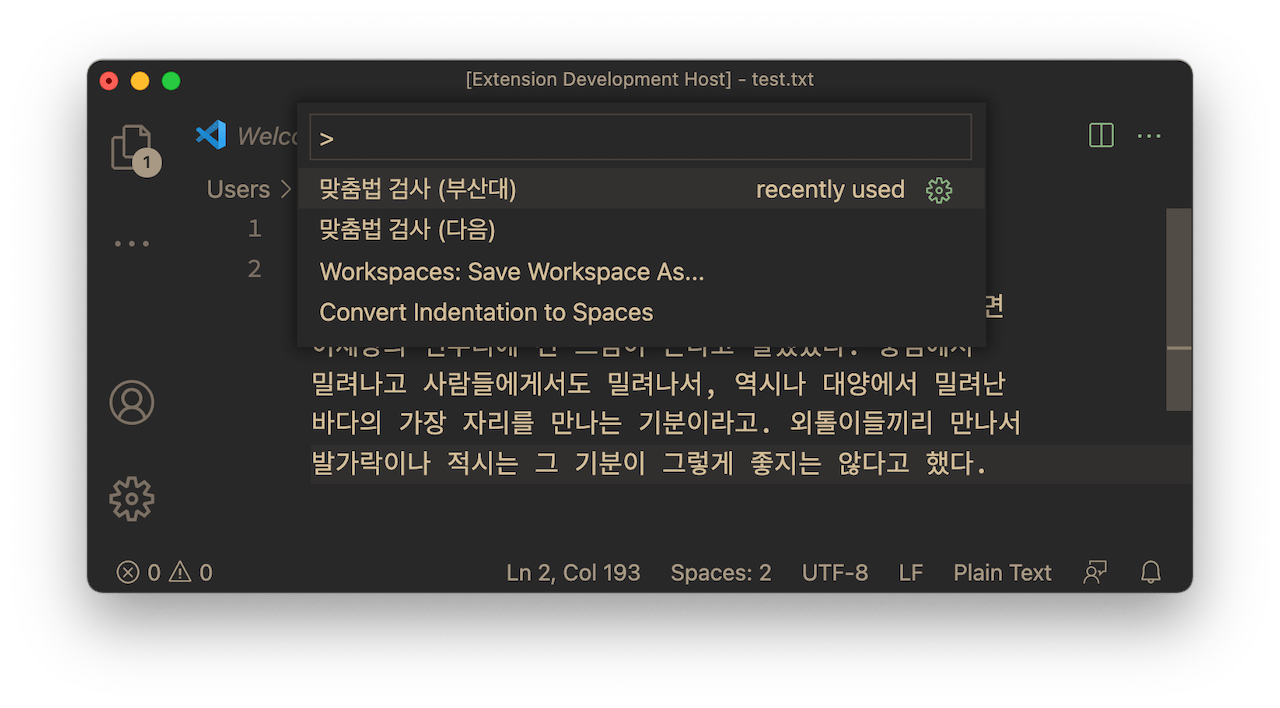 [Extension Development Host] - test.txt
1
Welco
>
Users >
맞춤법 검사 (부산대)
recently used
1
맞춤법 검사 (다음)
2
Workspaces: Save Workspace As...
Convert Indentation to Spaces
면
밀려나고 사람들에게서도 밀려나서, 역시나 대양에서 밀려난
바다의 가장 자리를 만나는 기분이라고. 외톨이들끼리 만나서
발가락이나 적시는 그 기분이 그렇게 좋지는 않다고 했다.
0 0
Ln 2, Col 193
Spaces: 2
UTF-8
LF
Plain Text